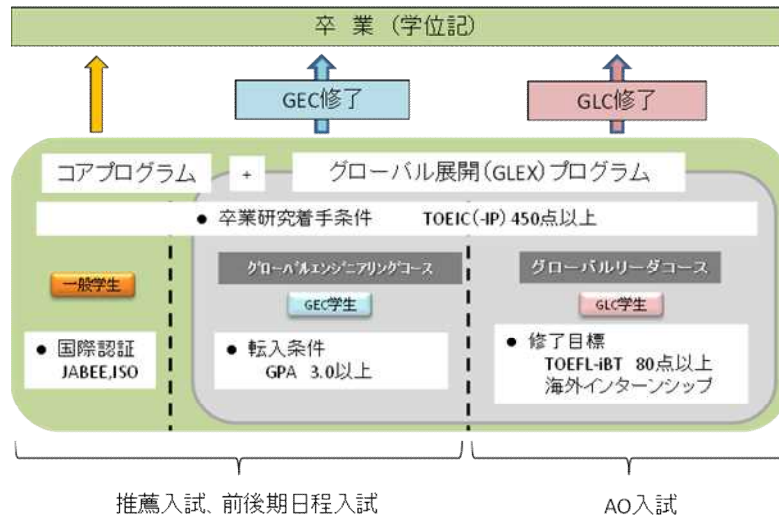 卒 業 (学位記)
GEC修了
GLC修了
コアプログラム + グローバル展開(GLEX)プログラム
● 卒業研究着手条件 TOEIC(-IP) 450点以上
グローバルエンジニアリングコース
グローバルリーダコース
一般学生
GEC学生
GLC学生
● 国際認証
JABEE,ISO
● 転入条件
GPA 3.0以上
● 修了目標
TOEFL-iBT 80点以上
海外インターンシップ
推薦入試、前後期日程入試
AO入試